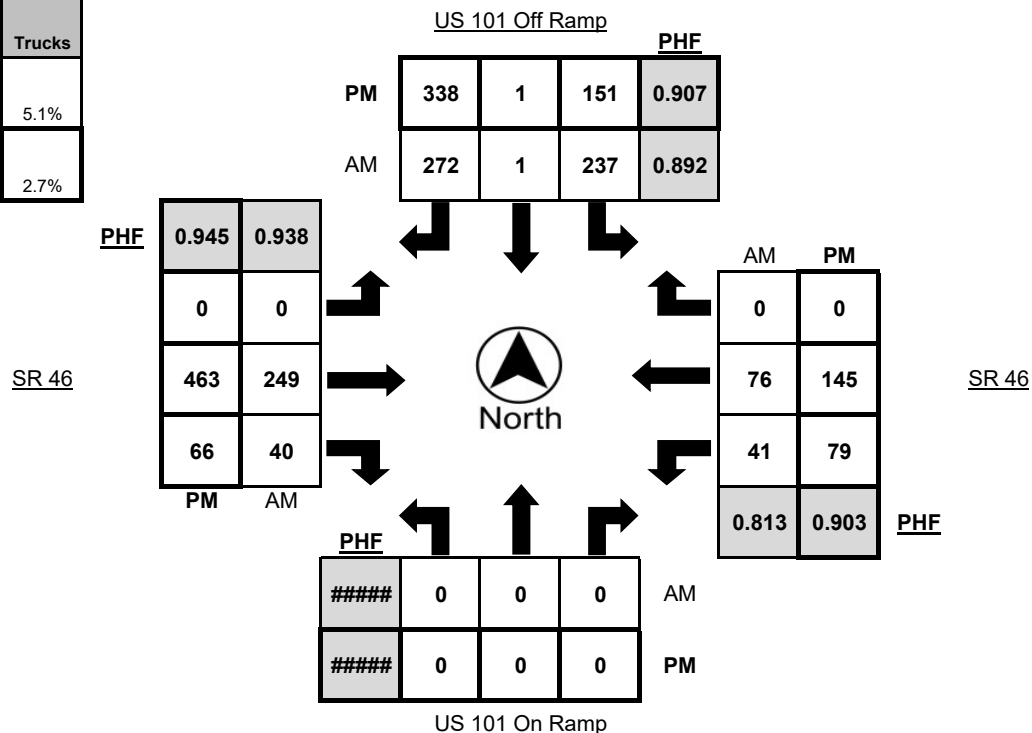 US 101 Off Ramp
Trucks
PHF
PM 338 1 151 0.907
5.1%
AM 272 1 237 0.892
2.7%
PHF 0.945 0.938
AM PM
0 0
0 0
SR 46
463 249
North
76 145
SR 46
66 40
41 79
PM AM
0.813 0.903 PHF
PHF
##### 0 0 0 AM
##### 0 0 0 PM
US 101 On Ramp